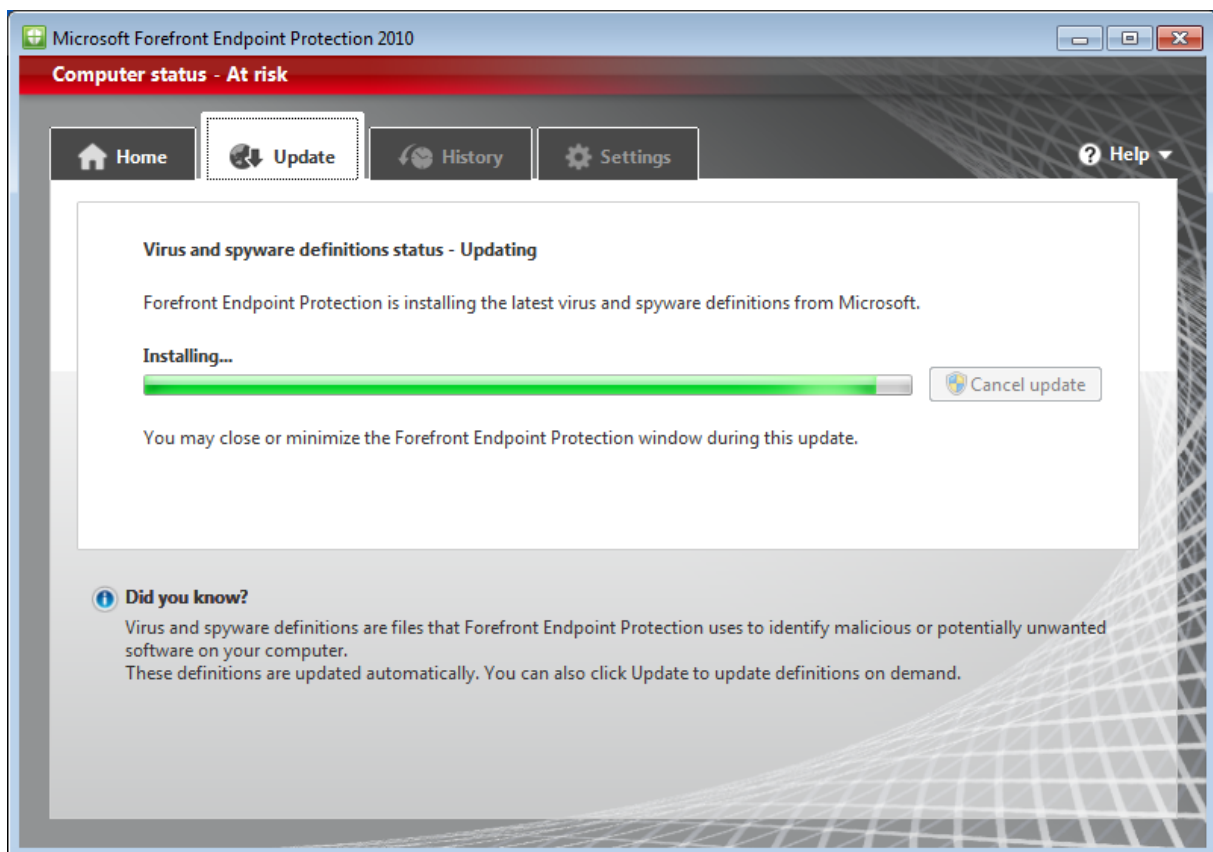 Microsoft Forefront Endpoint Protection 2010
Computer status - At risk
Home Update History Settings Help
Virus and spyware definitions status - Updating
Forefront Endpoint Protection is installing the latest virus and spyware definitions from Microsoft.
Installing...
Cancel update
You may close or minimize the Forefront Endpoint Protection window during this update.
Did you know?
Virus and spyware definitions are files that Forefront Endpoint Protection uses to identify malicious or potentially unwanted
software on your computer.
These definitions are updated automatically. You can also click Update to update definitions on demand.